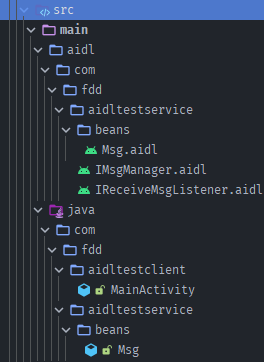 src
main
aidl
com
fdd
aidltestservice
beans
Msg.aidl
IMsgManager.aidl
IReceiveMsgListener.aidl
java
com
fdd
aidltestclient
MainActivity
aidltestservice
beans
Msg